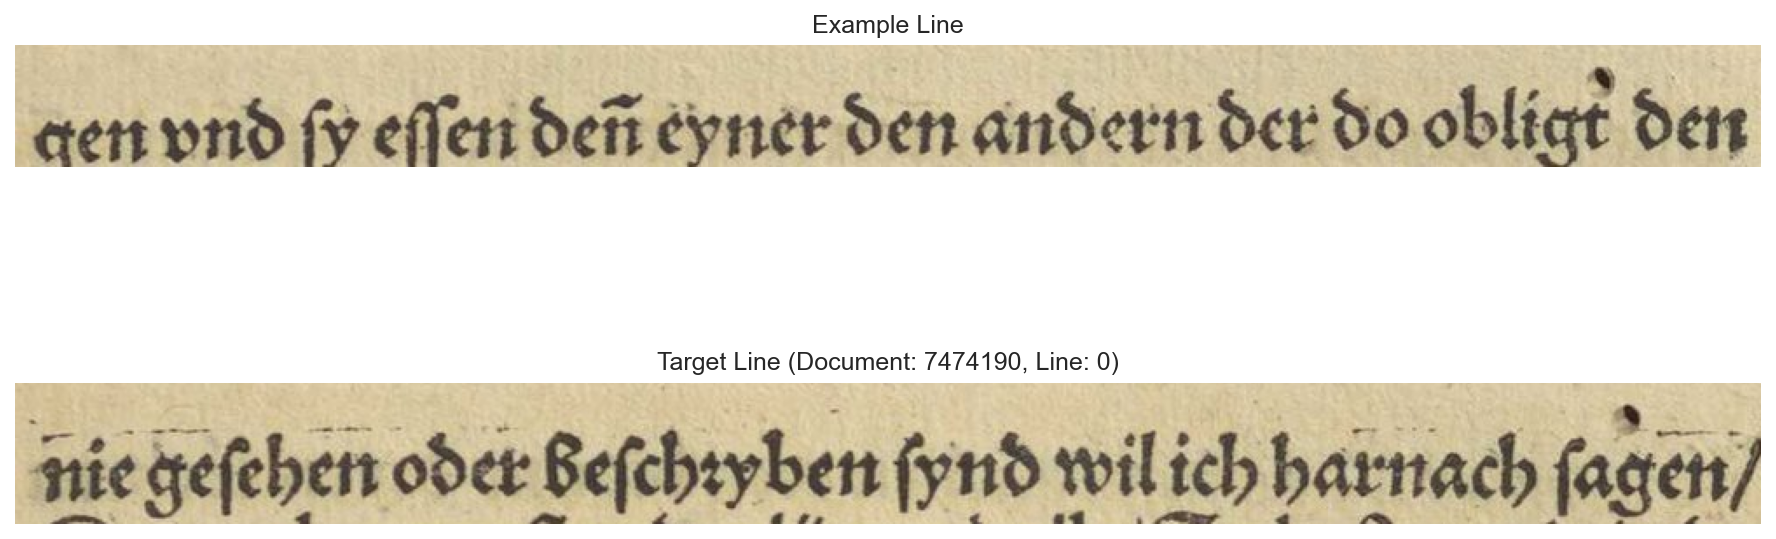 Example Line
gen vnd ſy eſſen deñ eyner den andern der do obligt den
Target Line (Document: 7474190, Line: 0)
nie geſehen oder Beſchꝛyben ſynd wil ich harnach ſagen/